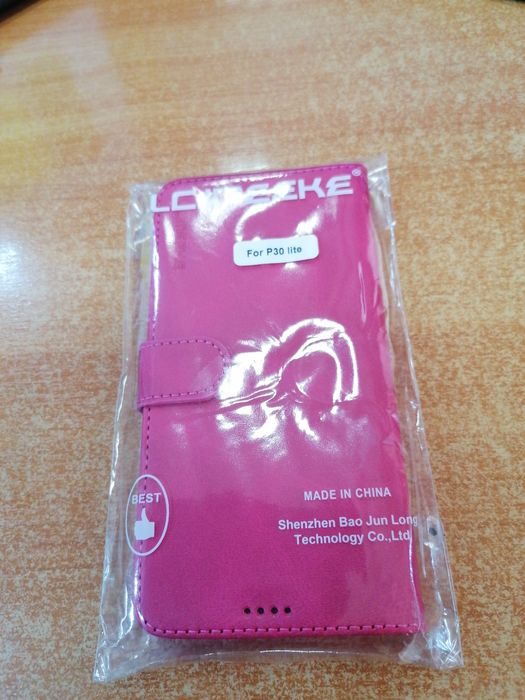 For P30 lite
BEST
MADE IN CHINA
Shenzhen Bao Jun Long
Technology Co.,Ltd